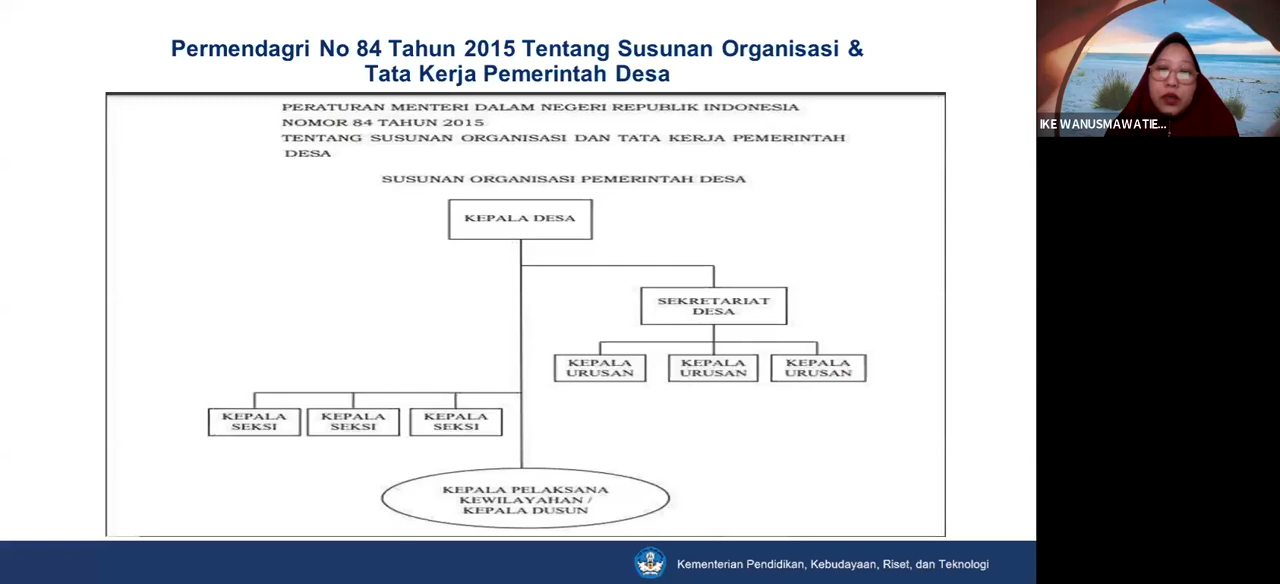 Permendagri No 84 Tahun 2015 Tentang Susunan Organisasi &
Tata Kerja Pemerintah Desa
PERATURAN MENTERI DALAM NEGERI REPUBLIK INDONESIA
NOMOR 84 TAHUN 2015
TENTANG SUSUNAN ORGANISASI DAN TATA KERJA PEMERINTAH
DESA
SUSUNAN ORGANISASI PEMERINTAH DESA
KEPALA DESA
SEKRETARIAT
DESA
KEPALA
URUSAN
KEPALA
URUSAN
KEPALA
URUSAN
KEPALA
SEKSI
KEPALA
SEKSI
KEPALA
SEKSI
KEPALA PELAKSANA
KEWILAYAHAN /
KEPALA DUSUN
Kementerian Pendidikan, Kebudayaan, Riset, dan Teknologi
IKE WANUSMAWATIE...